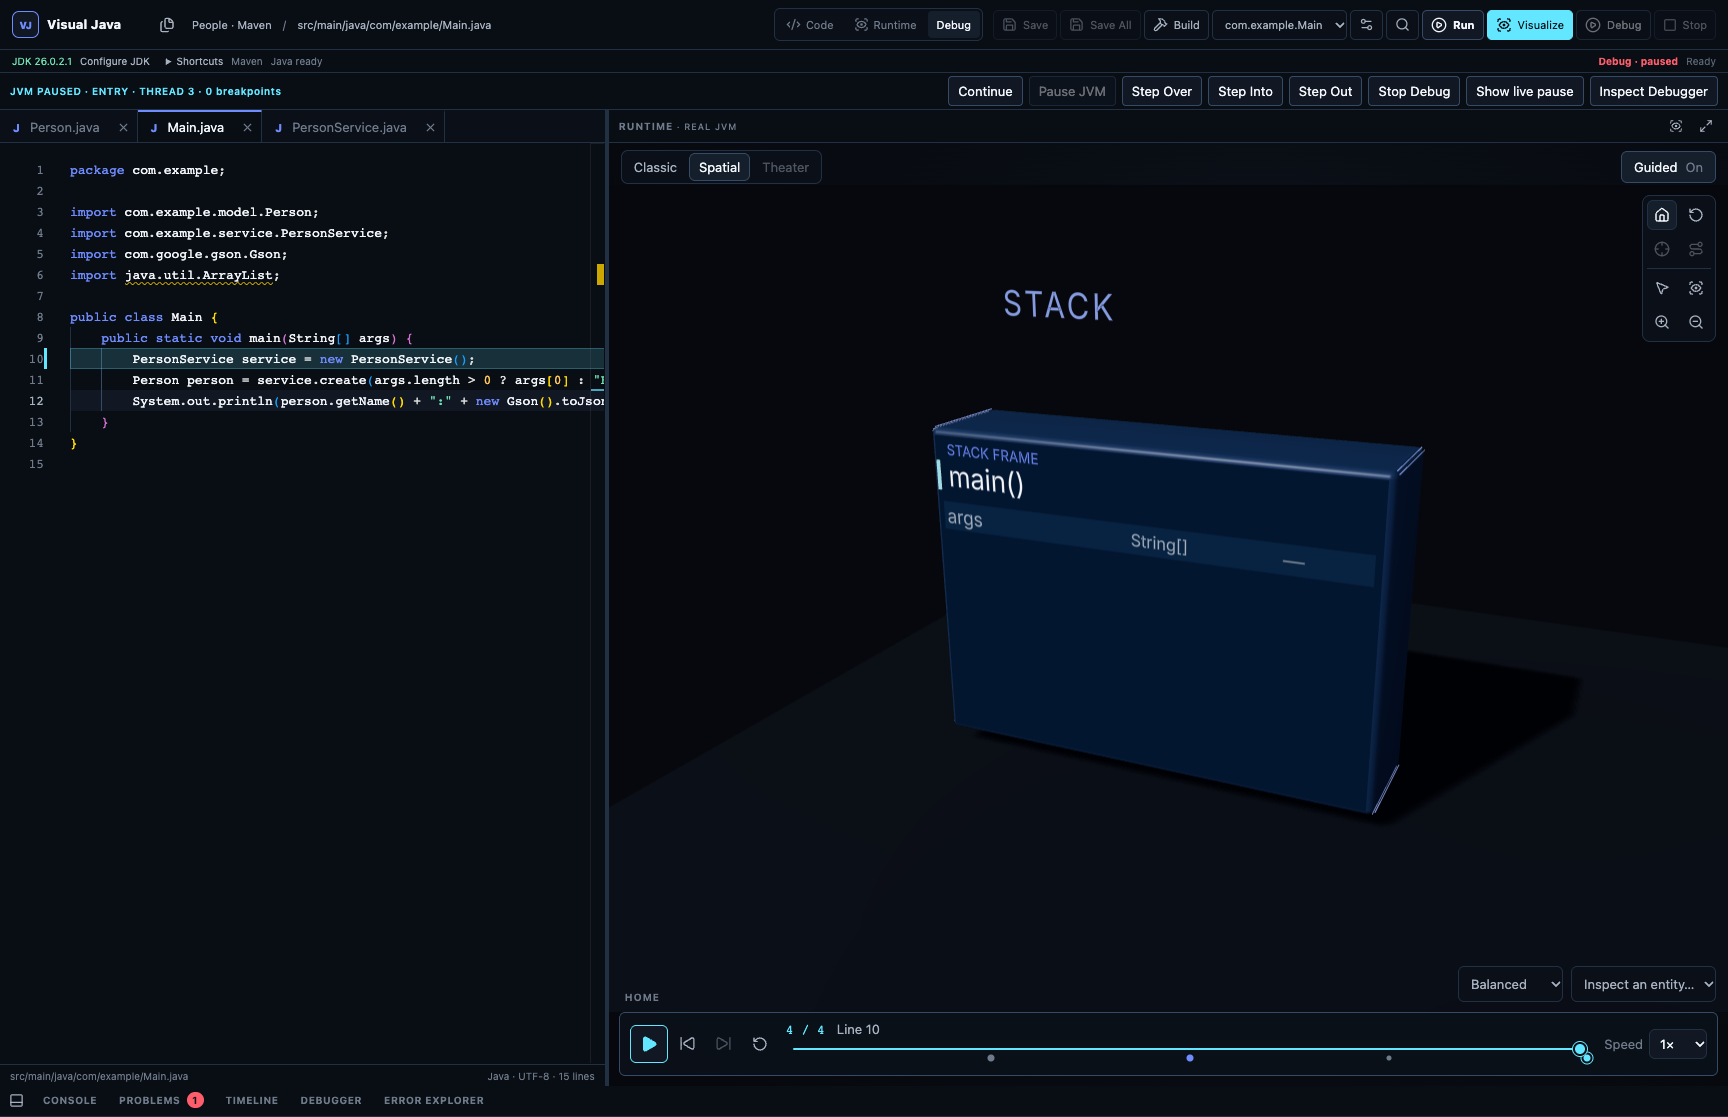 VJ Visual Java People · Maven / src/main/java/com/example/Main.java Code Runtime Debug Save Save All Build com.example.Main Run Visualize Debug Stop
JDK 26.0.2.1 Configure JDK Shortcuts Maven Java ready Debug · paused Ready
JVM PAUSED · ENTRY · THREAD 3 · 0 breakpoints Continue Pause JVM Step Over Step Into Step Out Stop Debug Show live pause Inspect Debugger
J Person.java J Main.java J PersonService.java
1 package com.example;
2
3 import com.example.model.Person;
4 import com.example.service.PersonService;
5 import com.google.gson.Gson;
6 import java.util.ArrayList;
7
8 public class Main {
9 public static void main(String[] args) {
10 PersonService service = new PersonService();
11 Person person = service.create(args.length > 0 ? args[0] : "
12 System.out.println(person.getName() + ":" + new Gson().toJson
13 }
14 }
15
src/main/java/com/example/Main.java Java · UTF-8 · 15 lines
RUNTIME · REAL JVM
Classic Spatial Theater Guided On
STACK
STACK FRAME
main()
args String[] —
Balanced Inspect an entity...
HOME
4 / 4 Line 10
Speed 1×
CONSOLE PROBLEMS 1 TIMELINE DEBUGGER ERROR EXPLORER